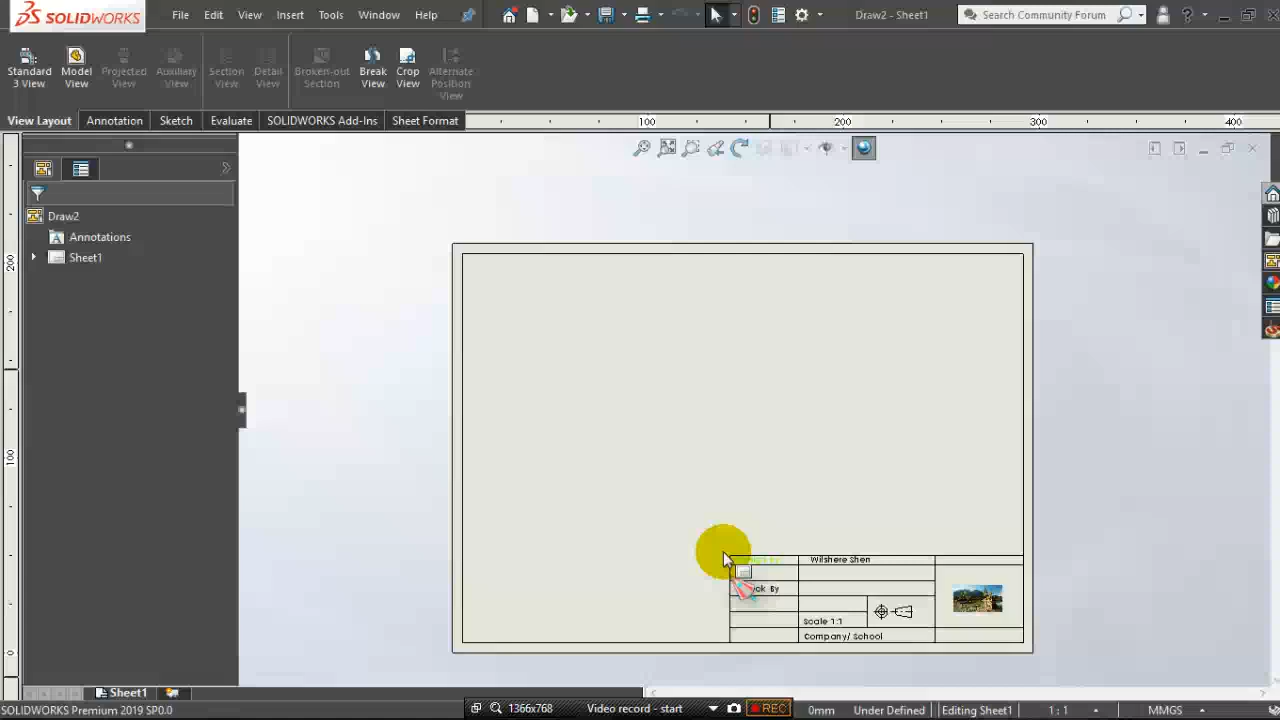 SOLIDWORKS File Edit View Insert Tools Window Help Draw2 - Sheet1 Search Community Forum
Standard 3 View
Model View
Projected View
Auxiliary View
Section View
Detail View
Broken-out Section
Break View
Crop View
Alternate Position View
View Layout Annotation Sketch Evaluate SOLIDWORKS Add-Ins Sheet Format
100 200 300 400
Draw2
Annotations
Sheet1
200
100
0
Wilshere Shen
By
Scale 1:1
Company/ School
Sheet1
SOLIDWORKS Premium 2019 SP0.0 1366x768 Video record - start REC 0mm Under Defined Editing Sheet1 1 : 1 MMGS